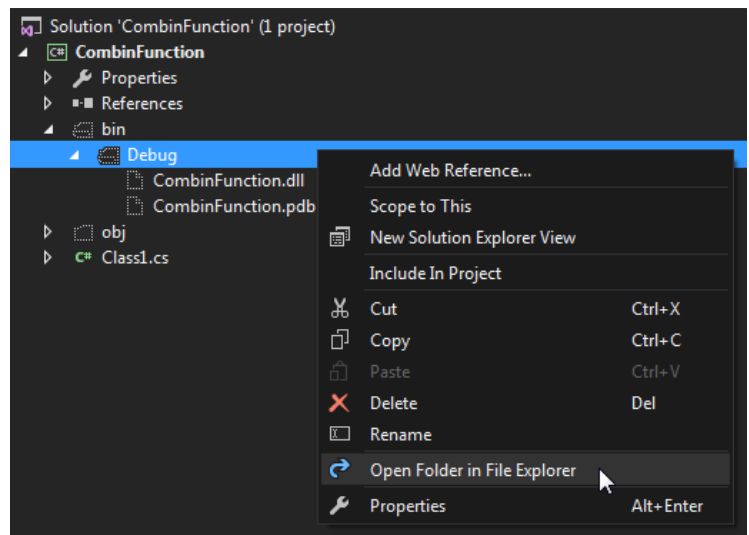 Solution 'CombinFunction' (1 project)
C# CombinFunction
Properties
References
bin
Debug
CombinFunction.dll
CombinFunction.pdb
obj
C# Class1.cs
Add Web Reference...
Scope to This
New Solution Explorer View
Include In Project
Cut Ctrl+X
Copy Ctrl+C
Paste Ctrl+V
Delete Del
Rename
Open Folder in File Explorer
Properties Alt+Enter